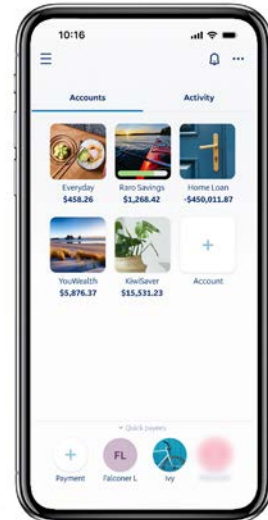 10:16
Accounts Activity
Everyday Raro Savings Home Loan
$458.26 $1,268.42 -$450,011.87
YouWealth KiwiSaver Account
$5,876.37 $15,531.23
Quick payees
FL
Payment Falconer L Ivy